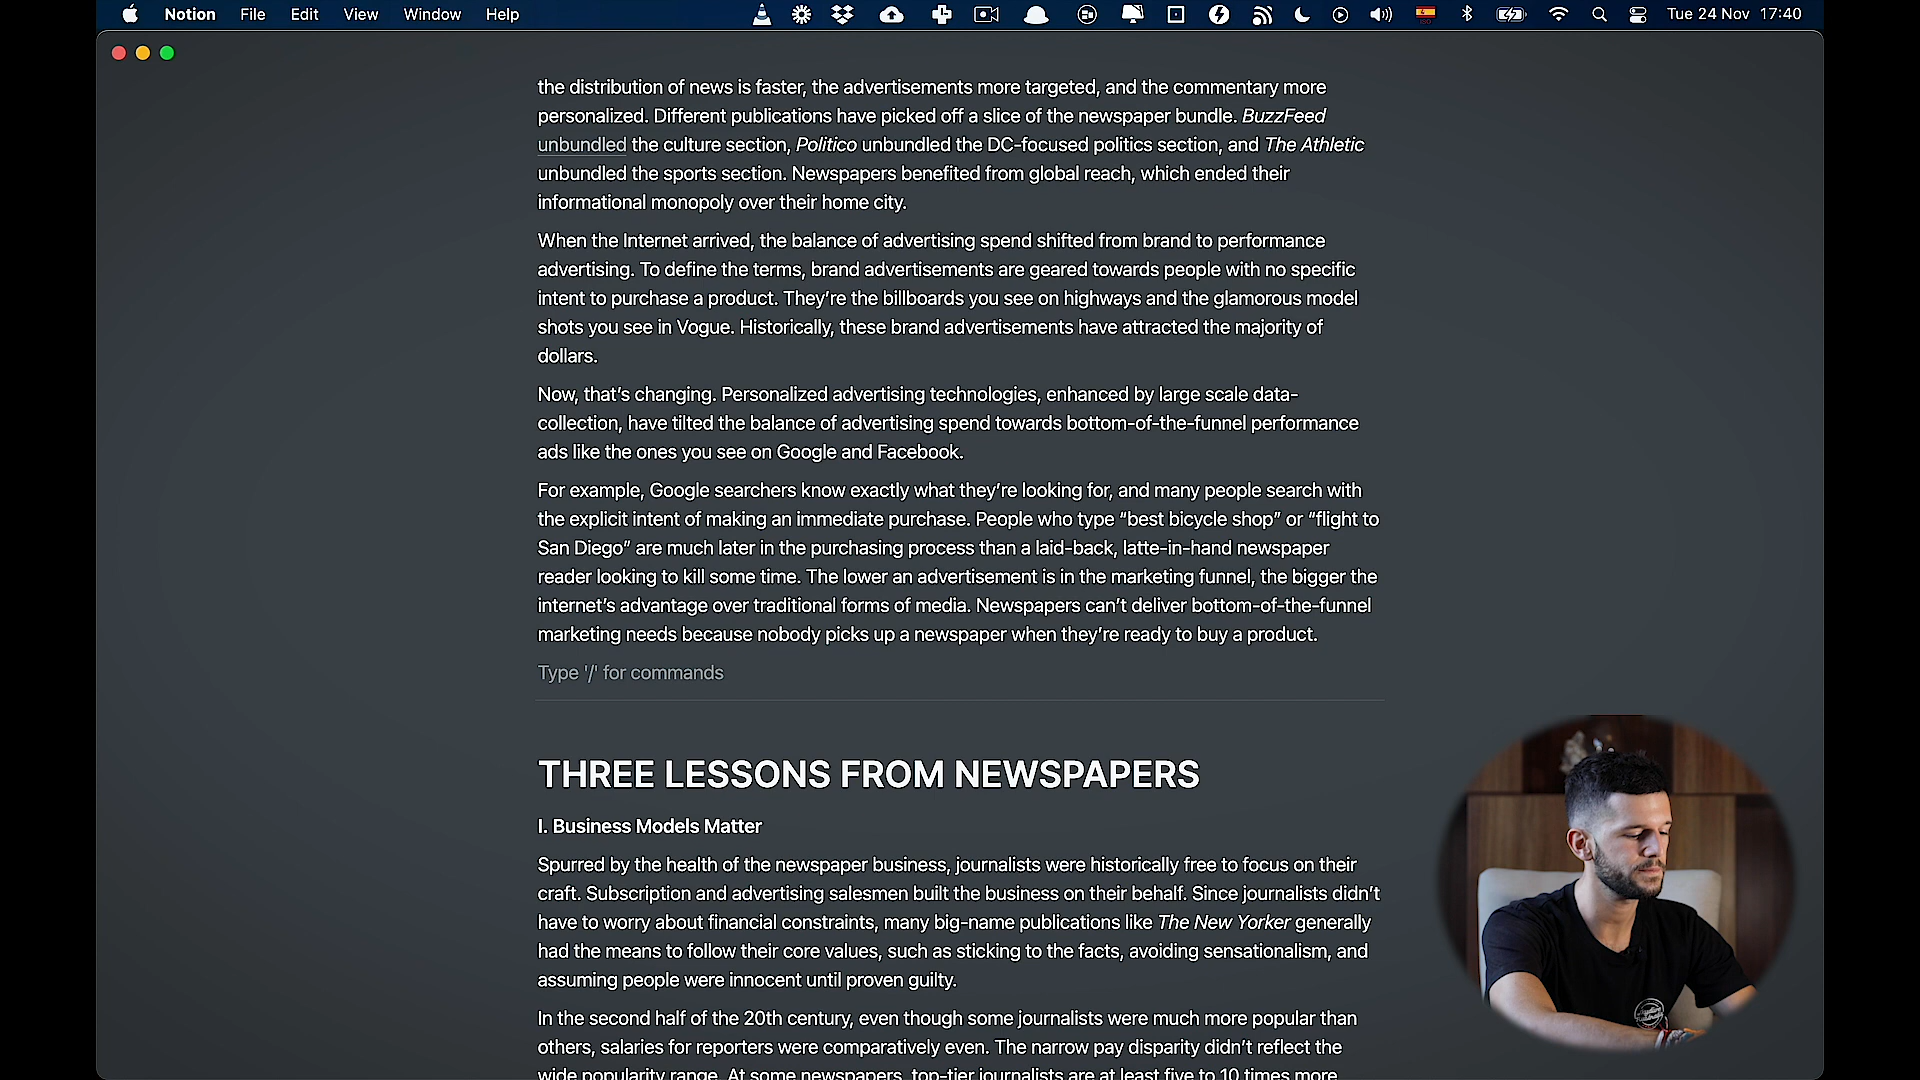 Notion File Edit View Window Help Tue 24 Nov 17:40
the distribution of news is faster, the advertisements more targeted, and the commentary more
personalized. Different publications have picked off a slice of the newspaper bundle. BuzzFeed
unbundled the culture section, Politico unbundled the DC-focused politics section, and The Athletic
unbundled the sports section. Newspapers benefited from global reach, which ended their
informational monopoly over their home city.
When the Internet arrived, the balance of advertising spend shifted from brand to performance
advertising. To define the terms, brand advertisements are geared towards people with no specific
intent to purchase a product. They’re the billboards you see on highways and the glamorous model
shots you see in Vogue. Historically, these brand advertisements have attracted the majority of
dollars.
Now, that’s changing. Personalized advertising technologies, enhanced by large scale data-
collection, have tilted the balance of advertising spend towards bottom-of-the-funnel performance
ads like the ones you see on Google and Facebook.
For example, Google searchers know exactly what they’re looking for, and many people search with
the explicit intent of making an immediate purchase. People who type “best bicycle shop” or “flight to
San Diego” are much later in the purchasing process than a laid-back, latte-in-hand newspaper
reader looking to kill some time. The lower an advertisement is in the marketing funnel, the bigger the
internet’s advantage over traditional forms of media. Newspapers can’t deliver bottom-of-the-funnel
marketing needs because nobody picks up a newspaper when they’re ready to buy a product.
Type '/' for commands
THREE LESSONS FROM NEWSPAPERS
I. Business Models Matter
Spurred by the health of the newspaper business, journalists were historically free to focus on their
craft. Subscription and advertising salesmen built the business on their behalf. Since journalists didn’t
have to worry about financial constraints, many big-name publications like The New Yorker generally
had the means to follow their core values, such as sticking to the facts, avoiding sensationalism, and
assuming people were innocent until proven guilty.
In the second half of the 20th century, even though some journalists were much more popular than
others, salaries for reporters were comparatively even. The narrow pay disparity didn’t reflect the
wide popularity range. At some newspapers, top-tier journalists are at least five to 10 times more